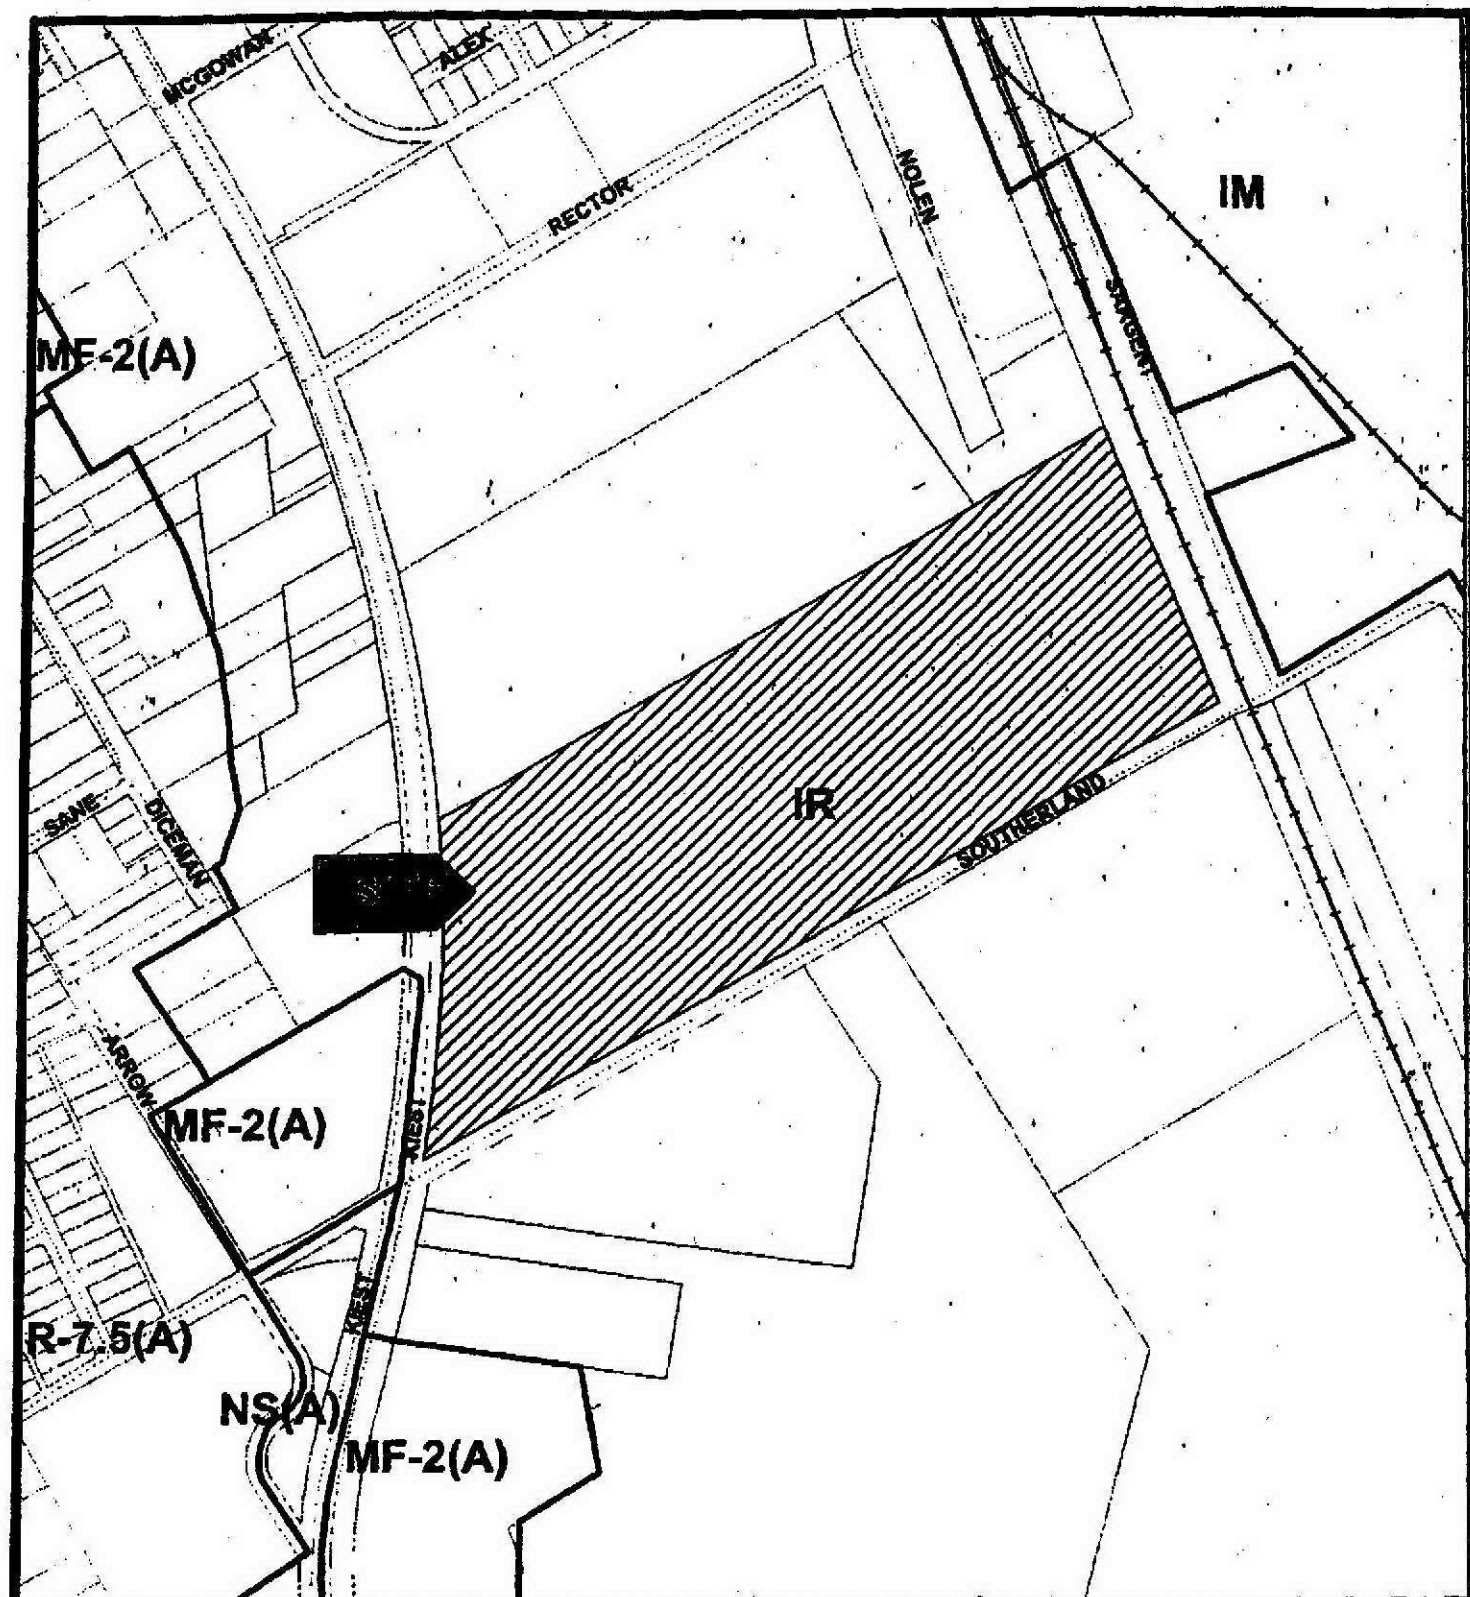 MCGOWAN
ALEX
NOLEN
IM
RECTOR
SARGENT
MF-2(A)
IR
SANE
DICEMAN
SOUTHERLAND
ARROW
MF-2(A)
KIEST
KIEST
R-7.5(A)
NS(A)
MF-2(A)